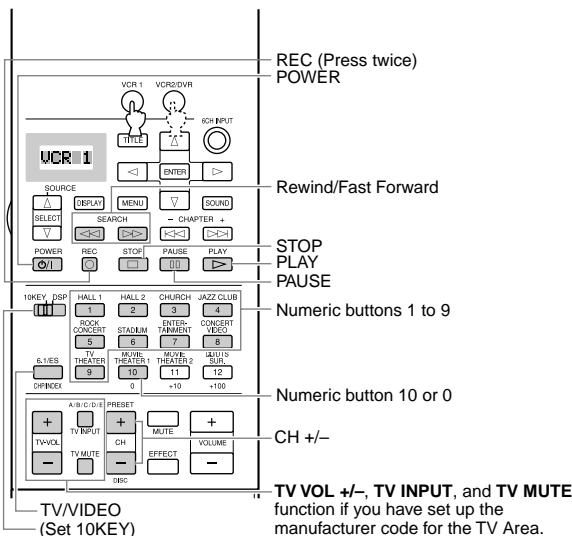 REC (Press twice)
POWER
VCR 1 VCR2/DVR
6CH INPUT
TITLE
VCR 1
ENTER
SOURCE
DISPLAY MENU SOUND
Rewind/Fast Forward
SELECT
SEARCH – CHAPTER +
STOP
POWER REC STOP PAUSE PLAY
PLAY
PAUSE
10KEY DSP HALL 1 HALL 2 CHURCH JAZZ CLUB
1 2 3 4
Numeric buttons 1 to 9
ROCK CONCERT STADIUM ENTER-TAINMENT CONCERT VIDEO
5 6 7 8
6.1/ES TV THEATER MOVIE THEATER 1 MOVIE THEATER 2 SUR.
9 10 11 12
CHP/INDEX 0 +10 +100
Numeric button 10 or 0
A/B/C/D/E PRESET
+ TV INPUT + MUTE +
TV-VOL CH VOLUME
CH +/–
– TV MUTE – EFFECT –
DISC
TV/VIDEO
(Set 10KEY)
TV VOL +/–, TV INPUT, and TV MUTE
function if you have set up the
manufacturer code for the TV Area.